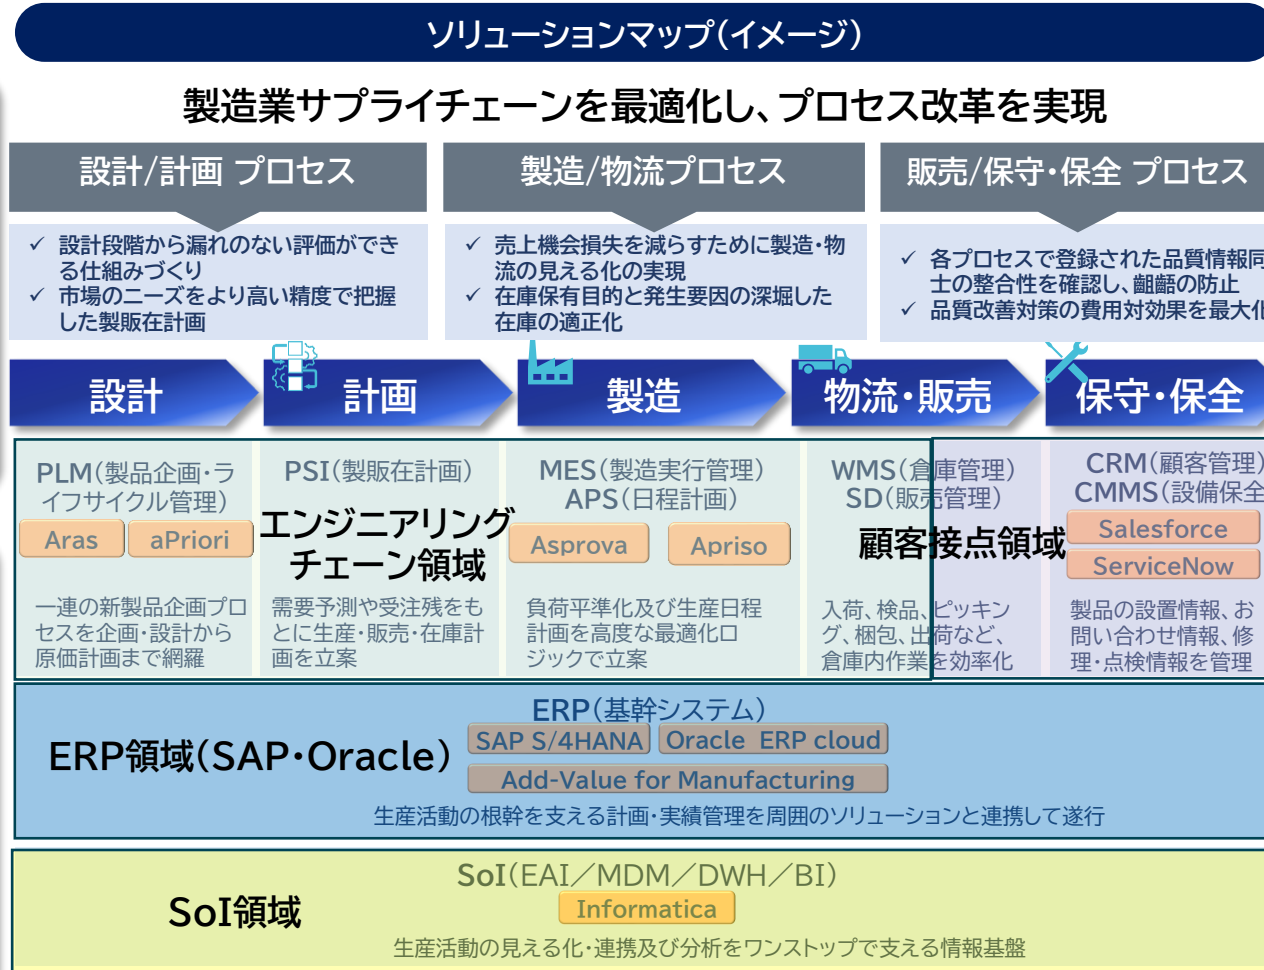 ソリューションマップ(イメージ)
製造業サプライチェーンを最適化し、プロセス改革を実現
設計/計画 プロセス
✓ 設計段階から漏れのない評価ができ
る仕組みづくり
✓ 市場のニーズをより高い精度で把握
した製販在計画
製造/物流プロセス
✓ 売上機会損失を減らすために製造・物
流の見える化の実現
✓ 在庫保有目的と発生要因の深堀した
在庫の適正化
販売/保守・保全 プロセス
✓ 各プロセスで登録された品質情報同
士の整合性を確認し、齟齬の防止
✓ 品質改善対策の費用対効果を最大化
設計
計画
製造
物流・販売
保守・保全
PLM(製品企画・ラ
イフサイクル管理)
Aras
aPriori
一連の新製品企画プロ
セスを企画・設計から
原価計画まで網羅
PSI(製販在計画)
エンジニアリング
チェーン領域
需要予測や受注残をも
とに生産・販売・在庫計
画を立案
MES(製造実行管理)
APS(日程計画)
Asprova
Apriso
負荷平準化及び生産日程
計画を高度な最適化ロ
ジックで立案
WMS(倉庫管理)
SD(販売管理)
顧客接点領域
入荷、検品、ピッキン
グ、梱包、出荷など、
倉庫内作業を効率化
CRM(顧客管理)
CMMS(設備保全
Salesforce
ServiceNow
製品の設置情報、お
問い合わせ情報、修
理・点検情報を管理
ERP(基幹システム)
ERP領域(SAP・Oracle)
SAP S/4HANA
Oracle ERP cloud
Add-Value for Manufacturing
生産活動の根幹を支える計画・実績管理を周囲のソリューションと連携して遂行
SoI(EAI／MDM／DWH／BI)
SoI領域
Informatica
生産活動の見える化・連携及び分析をワンストップで支える情報基盤